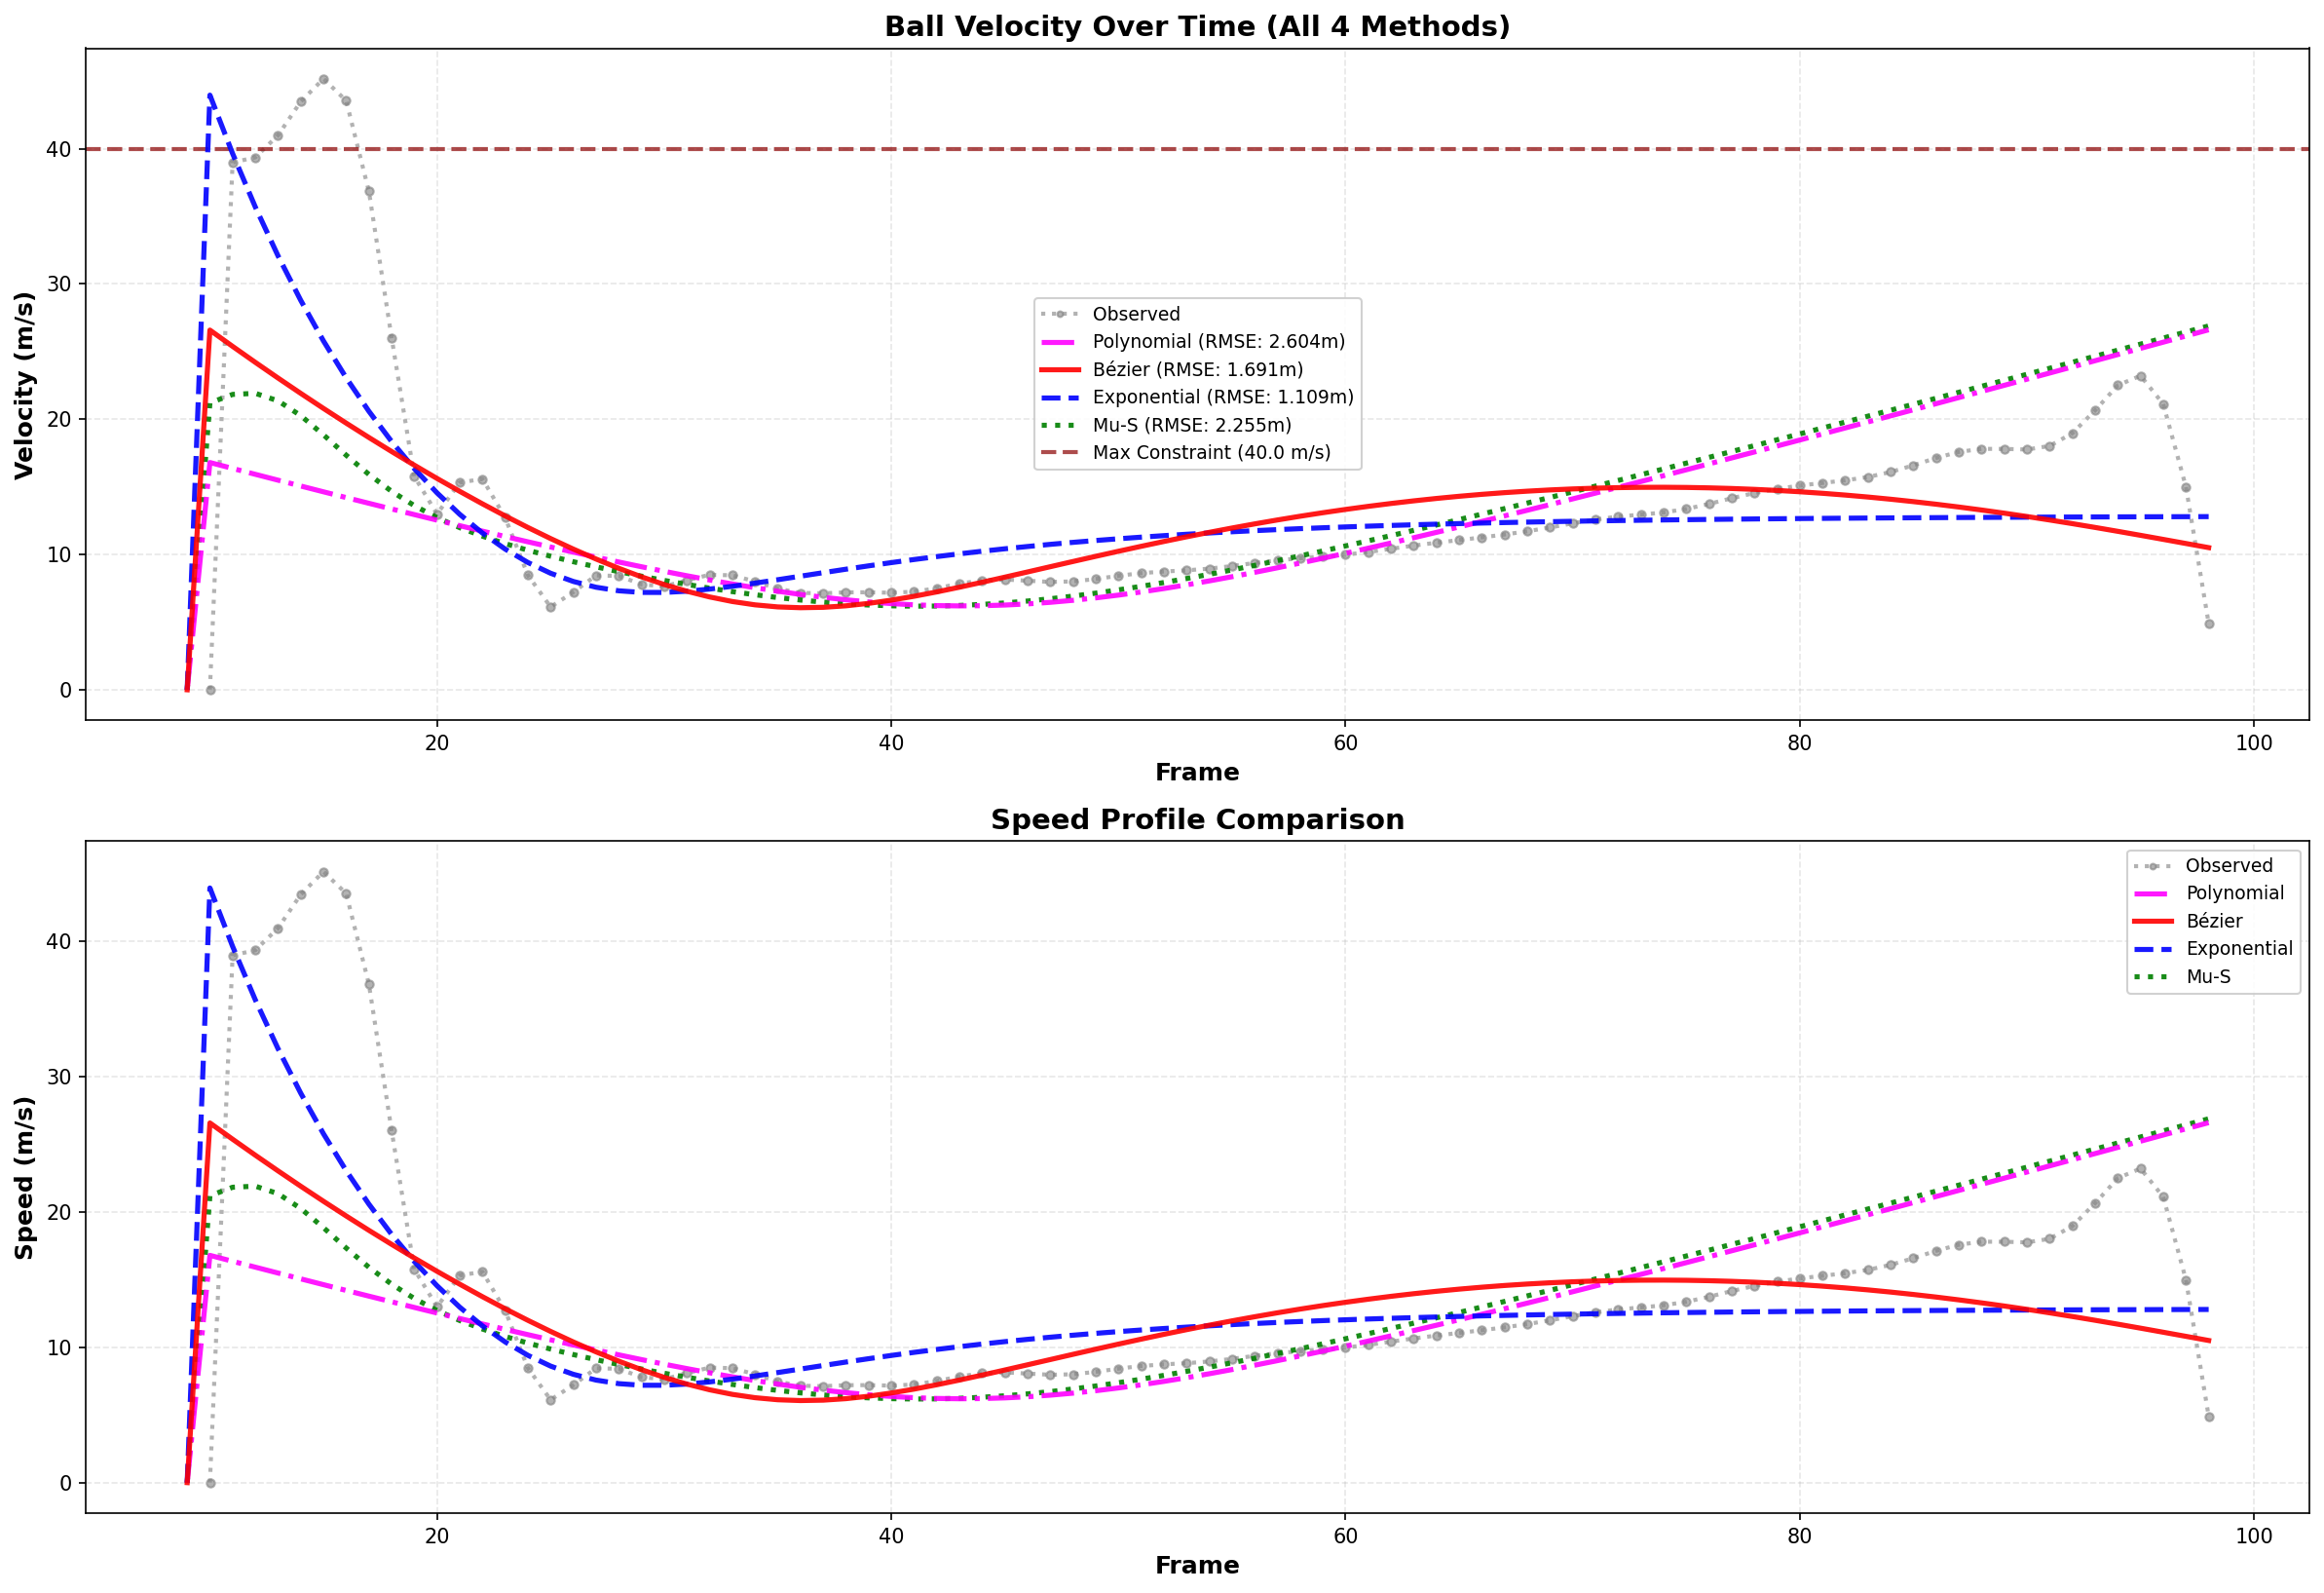 Ball Velocity Over Time (All 4 Methods)
Velocity (m/s)
40
30
20
10
0
Observed
Polynomial (RMSE: 2.604m)
Bézier (RMSE: 1.691m)
Exponential (RMSE: 1.109m)
Mu-S (RMSE: 2.255m)
Max Constraint (40.0 m/s)
20
40
60
80
100
Frame
Speed Profile Comparison
Speed (m/s)
40
30
20
10
0
Observed
Polynomial
Bézier
Exponential
Mu-S
20
40
60
80
100
Frame